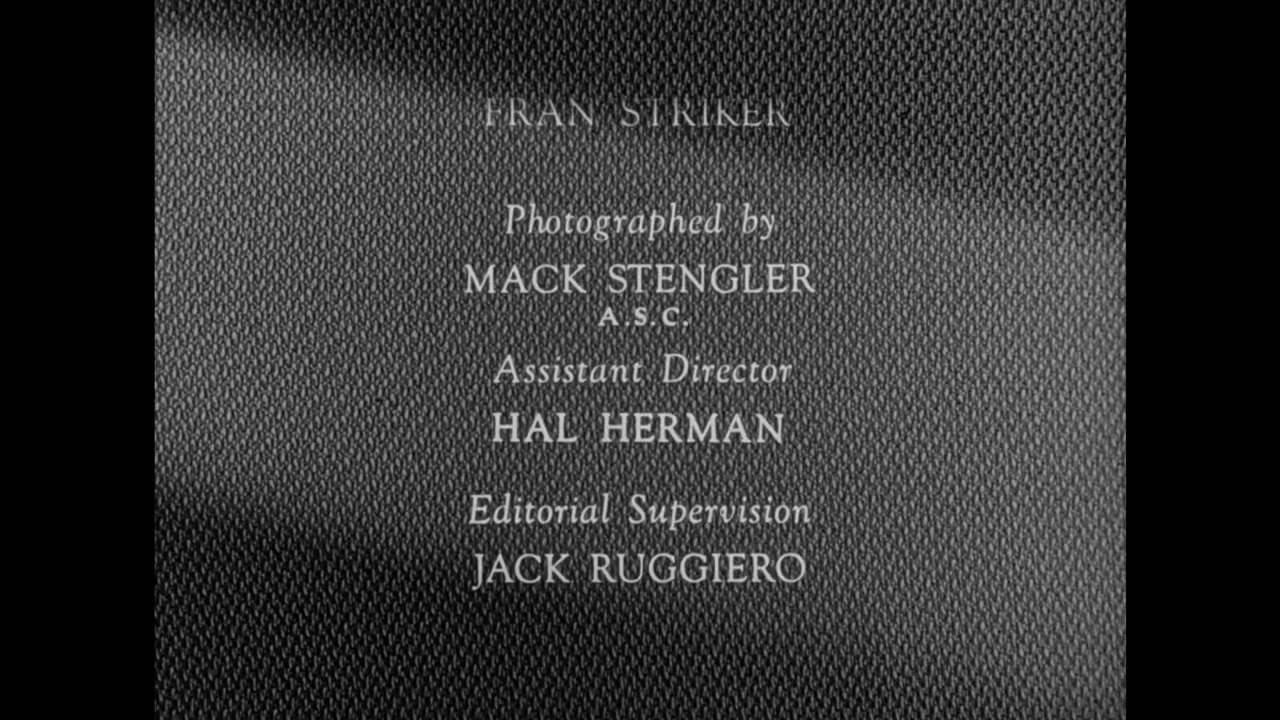 FRAN STRIKER
Photographed by
MACK STENGLER
A.S.C.
Assistant Director
HAL HERMAN
Editorial Supervision
JACK RUGGIERO